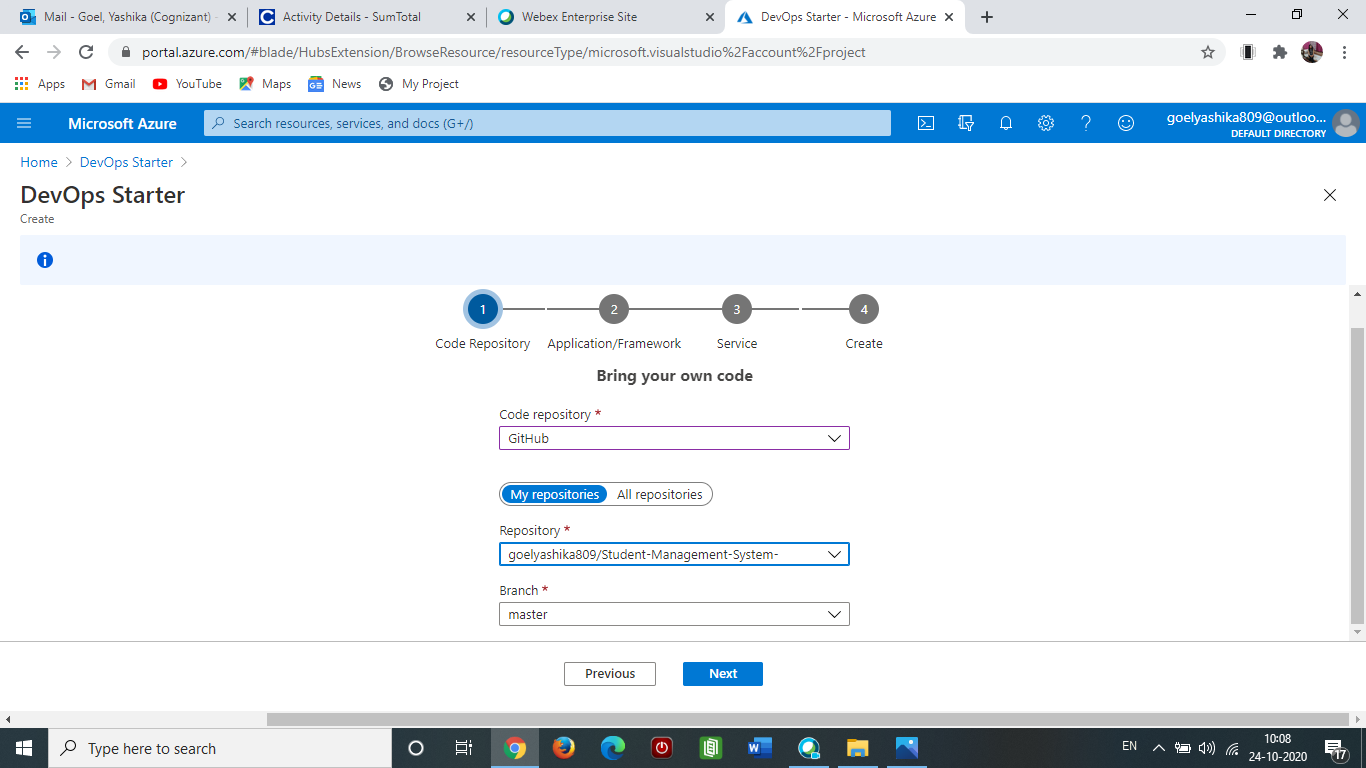 Mail - Goel, Yashika (Cognizant) -
Activity Details - SumTotal
Webex Enterprise Site
DevOps Starter - Microsoft Azure
portal.azure.com/#blade/HubsExtension/BrowseResource/resourceType/microsoft.visualstudio%2Faccount%2Fproject
Apps
Gmail
YouTube
Maps
News
My Project
Microsoft Azure
Search resources, services, and docs (G+/)
goelyashika809@outloo...
DEFAULT DIRECTORY
Home > DevOps Starter >
DevOps Starter
Create
1
2
3
4
Code Repository
Application/Framework
Service
Create
Bring your own code
Code repository *
GitHub
My repositories
All repositories
Repository *
goelyashika809/Student-Management-System-
Branch *
master
Previous
Next
Type here to search
EN
10:08
24-10-2020
17